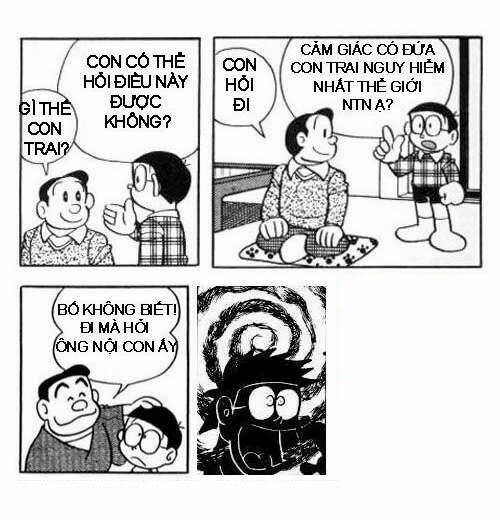 CON CÓ THỂ
HỎI ĐIỀU NÀY
ĐƯỢC
KHÔNG?
GÌ THẾ
CON
TRAI?
CON
HỎI
ĐI
CẢM GIÁC CÓ ĐỨA
CON TRAI NGUY HIỂM
NHẤT THẾ GIỚI
NTN Ạ?
BỐ KHÔNG BIẾT!
ĐI MÀ HỎI
ÔNG NỘI CON ẤY